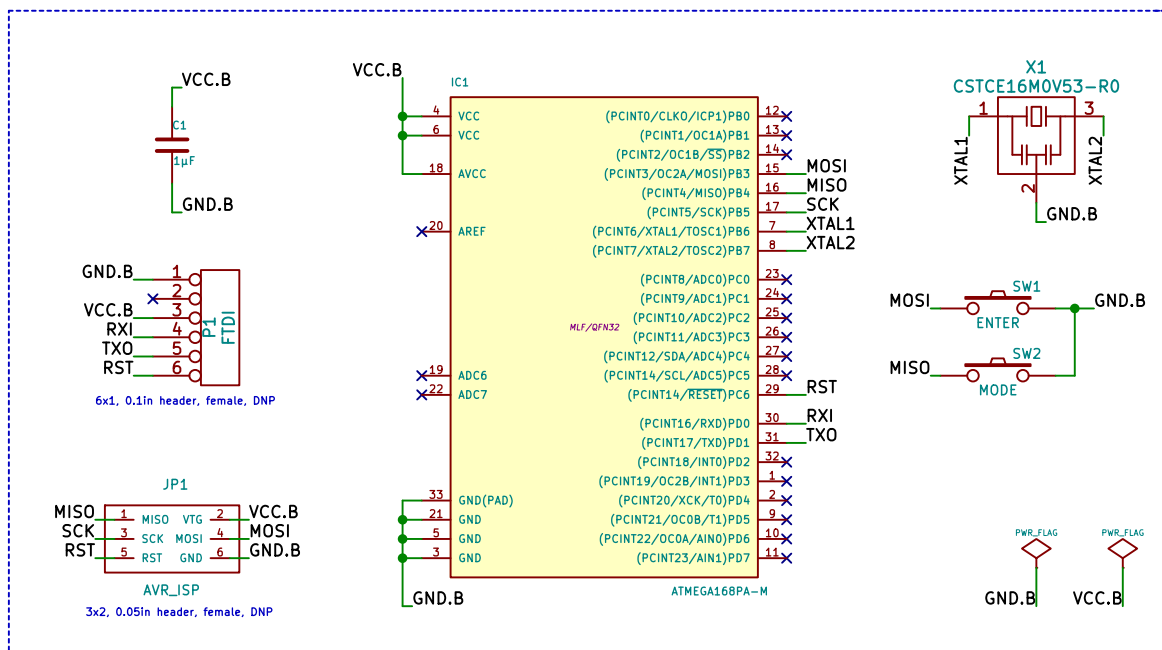 VCC.B
C1
1µF
GND.B
GND.B 1
2
VCC.B 3
RXI 4
TXO 5
RST 6
P1
FTDI
6x1, 0.1in header, female, DNP
JP1
MISO 1 MISO VTG 2 VCC.B
SCK 3 SCK MOSI 4 MOSI
RST 5 RST GND 6 GND.B
AVR_ISP
3x2, 0.05in header, female, DNP
VCC.B
IC1
4 VCC
6 VCC
18 AVCC
20 AREF
MLF/QFN32
19 ADC6
22 ADC7
33 GND(PAD)
21 GND
5 GND
3 GND
GND.B
(PCINT0/CLKO/ICP1)PB0 12
(PCINT1/OC1A)PB1 13
(PCINT2/OC1B/SS)PB2 14
(PCINT3/OC2A/MOSI)PB3 15 MOSI
(PCINT4/MISO)PB4 16 MISO
(PCINT5/SCK)PB5 17 SCK
(PCINT6/XTAL1/TOSC1)PB6 7 XTAL1
(PCINT7/XTAL2/TOSC2)PB7 8 XTAL2
(PCINT8/ADC0)PC0 23
(PCINT9/ADC1)PC1 24
(PCINT10/ADC2)PC2 25
(PCINT11/ADC3)PC3 26
(PCINT12/SDA/ADC4)PC4 27
(PCINT14/SCL/ADC5)PC5 28
(PCINT14/RESET)PC6 29 RST
(PCINT16/RXD)PD0 30 RXI
(PCINT17/TXD)PD1 31 TXO
(PCINT18/INT0)PD2 32
(PCINT19/OC2B/INT1)PD3 1
(PCINT20/XCK/T0)PD4 2
(PCINT21/OC0B/T1)PD5 9
(PCINT22/OC0A/AIN0)PD6 10
(PCINT23/AIN1)PD7 11
ATMEGA168PA-M
X1
CSTCE16M0V53-R0
1 3
XTAL1 XTAL2
2
GND.B
SW1
MOSI GND.B
ENTER
SW2
MISO
MODE
PWR_FLAG PWR_FLAG
GND.B VCC.B